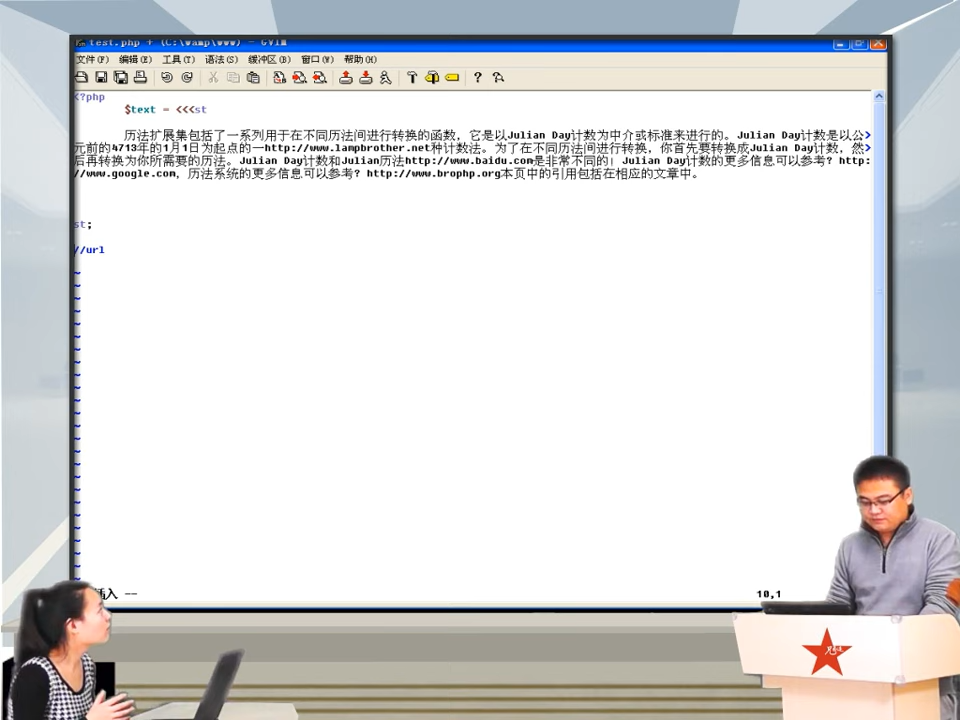 test.php + (C:\wamp\www) - GVIM
文件(F) 编辑(E) 工具(T) 语法(S) 缓冲区(B) 窗口(W) 帮助(H)
<?php
$text = <<<st
历法扩展集包括了一系列用于在不同历法间进行转换的函数，它是以Julian Day计数为中介或标准来进行的。Julian Day计数是以公>
元前的4713年的1月1日为起点的一http://www.lampbrother.net种计数法。为了在不同历法间进行转换，你首先要转换成Julian Day计数，然>
后再转换为你所需要的历法。Julian Day计数和Julian历法http://www.baidu.com是非常不同的！Julian Day计数的更多信息可以参考? http:
//www.google.com，历法系统的更多信息可以参考? http://www.brophp.org本页中的引用包括在相应的文章中。
st;
//url
插入 --
10,1